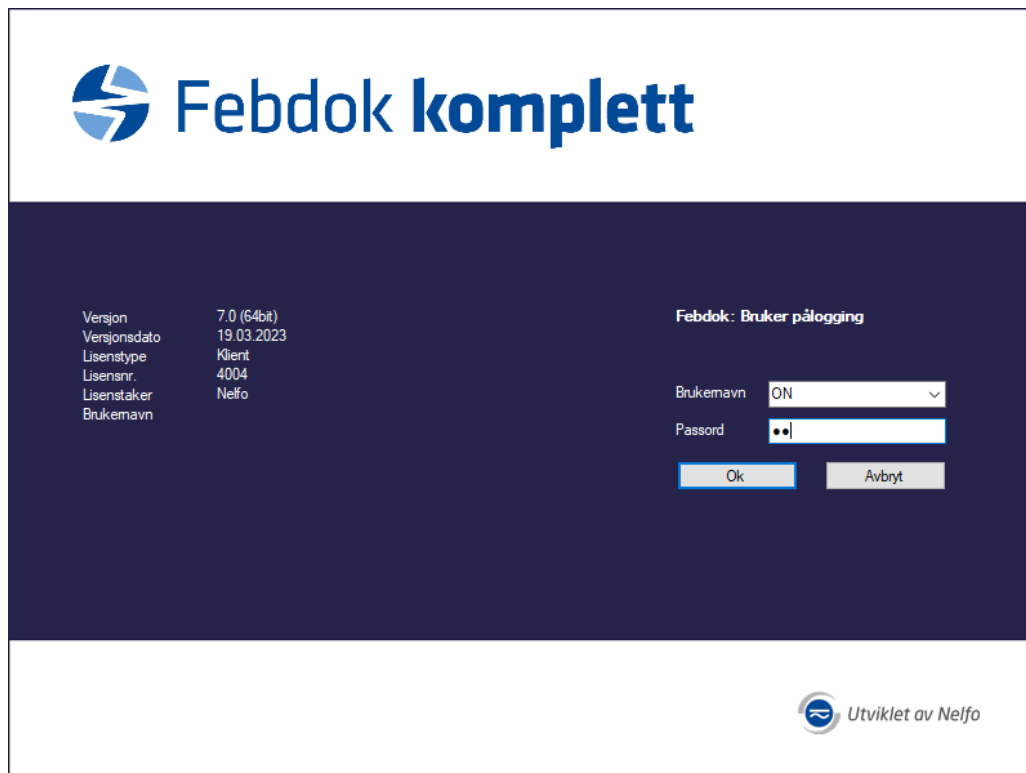 Febdok komplett
Versjon 7.0 (64bit)
Versjonsdato 19.03.2023
Lisenstype Klient
Lisensnr. 4004
Lisenstaker Nelfo
Brukernavn
Febdok: Bruker pålogging
Brukernavn ON
Passord ●●
Ok Avbryt
Utviklet av Nelfo